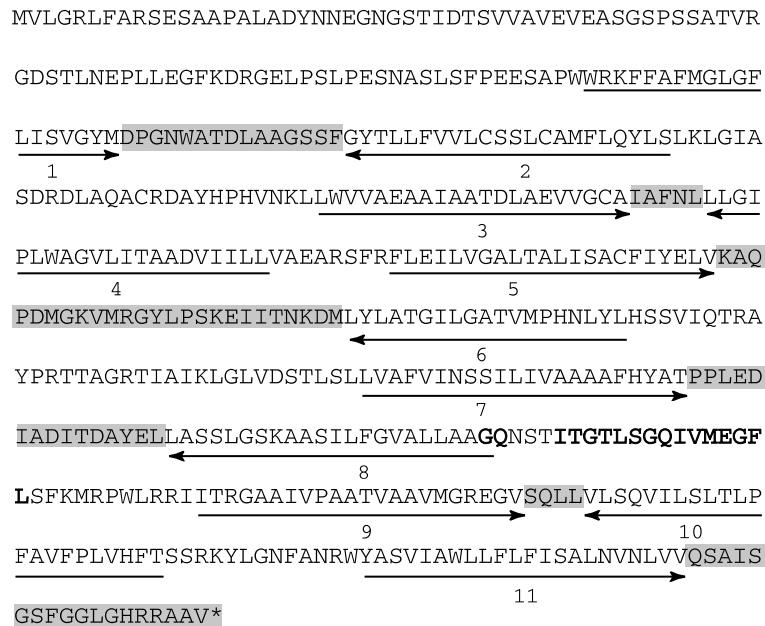 MVLGRLFARSESAAPALADYNNEGNGSTIDTSVVAVEVEASGSPSSATVR
GDSTLNEPLLEGFKDRGELPSLPESNASLSFPEESAPWWRKFFAFMGLGF
LISVGYMDPGNWATDLAAGSSFGYTLLFVVLCSSLCAMFLQYLSLKLGIA
1 2
SDRDLAQACRDAYHPHVNKLLWVVAEAAIAATDLAEVVGCAIAFNLLLGI
3
PLWAGVLITAADVIILLVAEARSFRFLEILVGALTALISACFIYELVKAQ
4 5
PDMGKVMRGYLPSKEIITNKDMLYLATGILGATVMPHNLYLHSSVIQTRA
6
YPRTTAGRTIAIKLGLVDSTLSLLVAFVINSSILIVAAAAFHYATPPLED
7
IADITDAYELLASSLGSKAASILFGVALLAAGQNSTITGTLSGQIVMEGF
8
LSFKMRPWLRRIITRGAAIVPAATVAAVMGREGVSQLLVLSQVILSLTLP
9 10
FAVFPLVHFTSSRKYLGNFANRWYASVIAWLLFLFISALNVNLVVQSAIS
11
GSFGGLGHRRAAV*